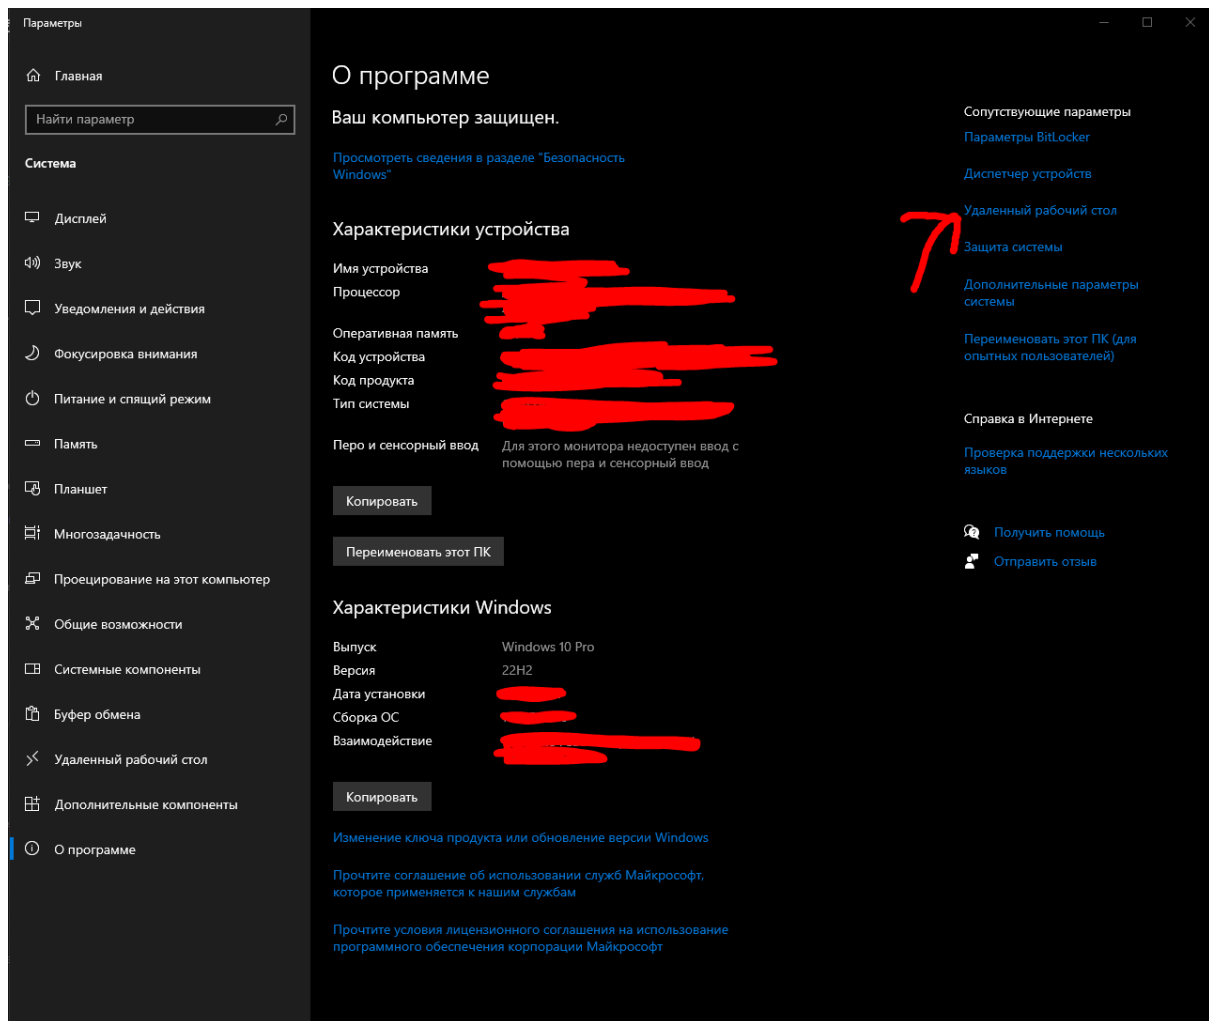 Параметры
Главная
Найти параметр
Система
Дисплей
Звук
Уведомления и действия
Фокусировка внимания
Питание и спящий режим
Память
Планшет
Многозадачность
Проецирование на этот компьютер
Общие возможности
Системные компоненты
Буфер обмена
Удаленный рабочий стол
Дополнительные компоненты
О программе
О программе
Ваш компьютер защищен.
Просмотреть сведения в разделе "Безопасность
Windows"
Характеристики устройства
Имя устройства
Процессор
Оперативная память
Код устройства
Код продукта
Тип системы
Перо и сенсорный ввод
Для этого монитора недоступен ввод с
помощью пера и сенсорный ввод
Копировать
Переименовать этот ПК
Характеристики Windows
Выпуск Windows 10 Pro
Версия 22H2
Дата установки
Сборка ОС
Взаимодействие
Копировать
Изменение ключа продукта или обновление версии Windows
Прочтите соглашение об использовании служб Майкрософт,
которое применяется к нашим службам
Прочтите условия лицензионного соглашения на использование
программного обеспечения корпорации Майкрософт
Сопутствующие параметры
Параметры BitLocker
Диспетчер устройств
Удаленный рабочий стол
Защита системы
Дополнительные параметры
системы
Переименовать этот ПК (для
опытных пользователей)
Справка в Интернете
Проверка поддержки нескольких
языков
Получить помощь
Отправить отзыв